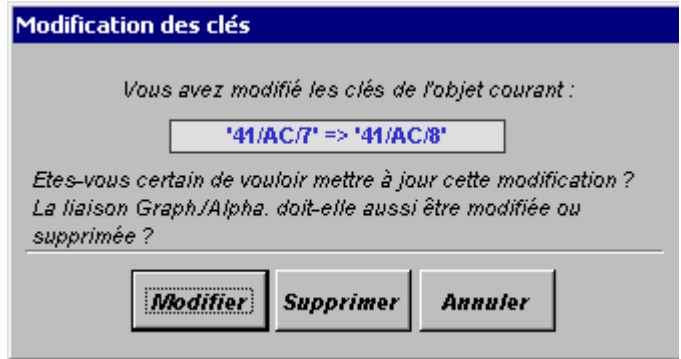 Modification des clés
Vous avez modifié les clés de l'objet courant :
'41/AC/7' => '41/AC/8'
Etes-vous certain de vouloir mettre à jour cette modification ?
La liaison Graph./Alpha. doit-elle aussi être modifiée ou
supprimée ?
Modifier Supprimer Annuler